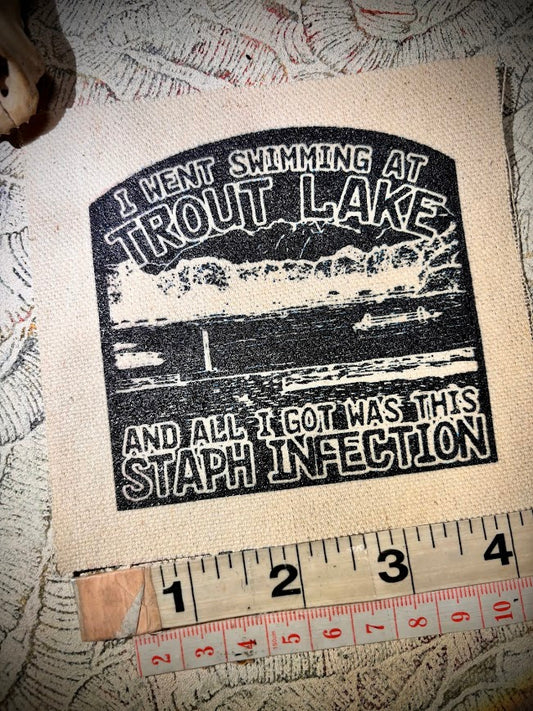 I WENT SWIMMING AT
TROUT LAKE
AND ALL I GOT WAS THIS
STAPH INFECTION
1 2 3 4
2 3 4 5 6 7 8 9 10